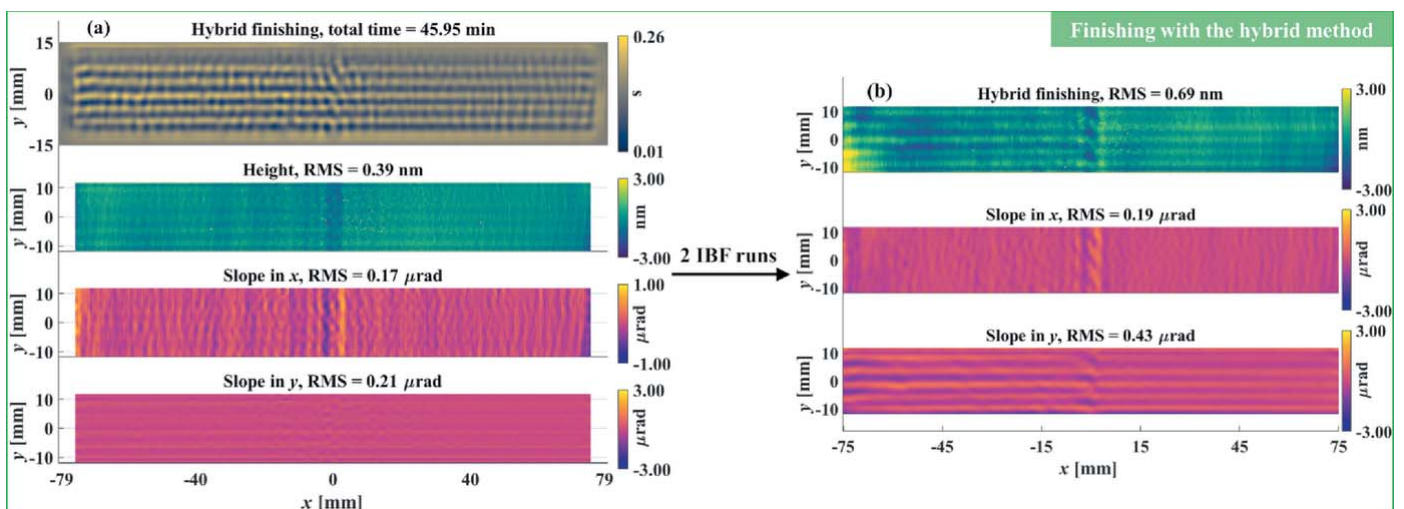 Finishing with the hybrid method
(a)
Hybrid finishing, total time = 45.95 min
15
0
-15
y [mm]
0.26
s
0.01
Height, RMS = 0.39 nm
10
0
-10
y [mm]
3.00
nm
-3.00
Slope in x, RMS = 0.17 μrad
10
0
-10
y [mm]
1.00
μrad
-1.00
Slope in y, RMS = 0.21 μrad
10
0
-10
y [mm]
3.00
μrad
-3.00
-79 -40 0 40 79
x [mm]
2 IBF runs
(b)
Hybrid finishing, RMS = 0.69 nm
10
0
-10
y [mm]
3.00
nm
-3.00
Slope in x, RMS = 0.19 μrad
10
0
-10
y [mm]
3.00
μrad
-3.00
Slope in y, RMS = 0.43 μrad
10
0
-10
y [mm]
3.00
μrad
-3.00
-75 -45 -15 15 45 75
x [mm]